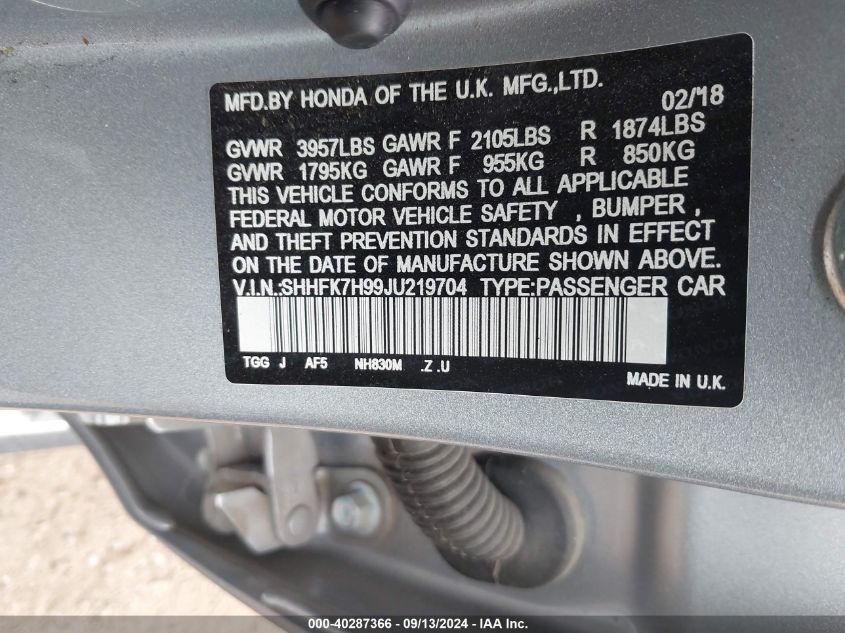 MFD.BY HONDA OF THE U.K. MFG.,LTD.
02/'18
GVWR 3957LBS GAWR F 2105LBS R 1874LBS
GVWR 1795KG GAWR F 955KG R 850KG
THIS VEHICLE CONFORMS TO ALL APPLICABLE
FEDERAL MOTOR VEHICLE SAFETY , BUMPER ,
AND THEFT PREVENTION STANDARDS IN EFFECT
ON THE DATE OF MANUFACTURE SHOWN ABOVE.
V.I.N.:SHHFK7H99JU219704 TYPE:PASSENGER CAR
TGG J AF5 NH830M .Z .U
MADE IN U.K.
000-40287366 - 09/13/2024 - IAA Inc.